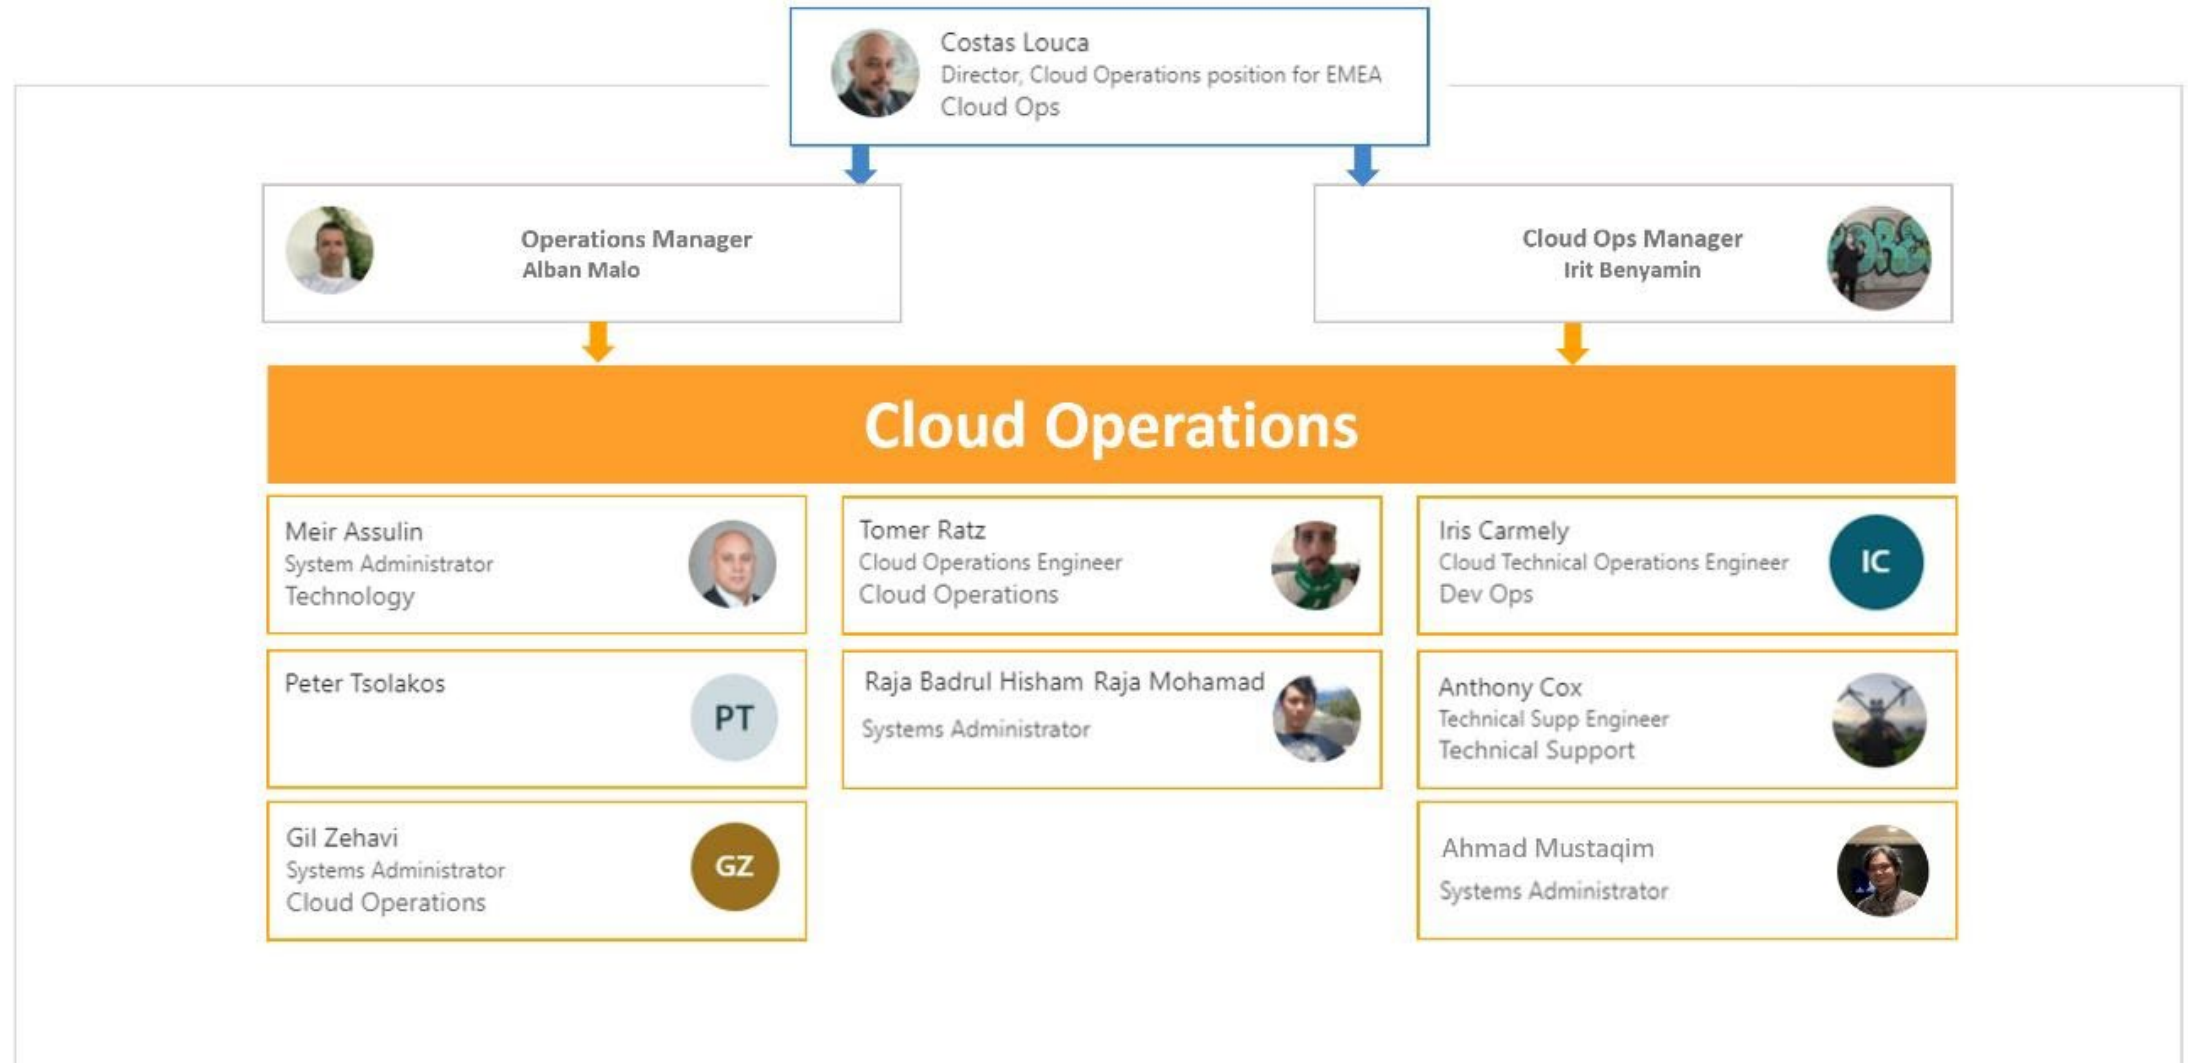 Costas Louca
Director, Cloud Operations position for EMEA
Cloud Ops
Operations Manager
Alban Malo
Cloud Ops Manager
Irit Benyamin
Cloud Operations
Meir Assulin
System Administrator
Technology
Tomer Ratz
Cloud Operations Engineer
Cloud Operations
Iris Carmely
Cloud Technical Operations Engineer
Dev Ops
IC
Peter Tsolakos
PT
Raja Badrul Hisham Raja Mohamad
Systems Administrator
Anthony Cox
Technical Supp Engineer
Technical Support
Gil Zehavi
Systems Administrator
Cloud Operations
GZ
Ahmad Mustaqim
Systems Administrator